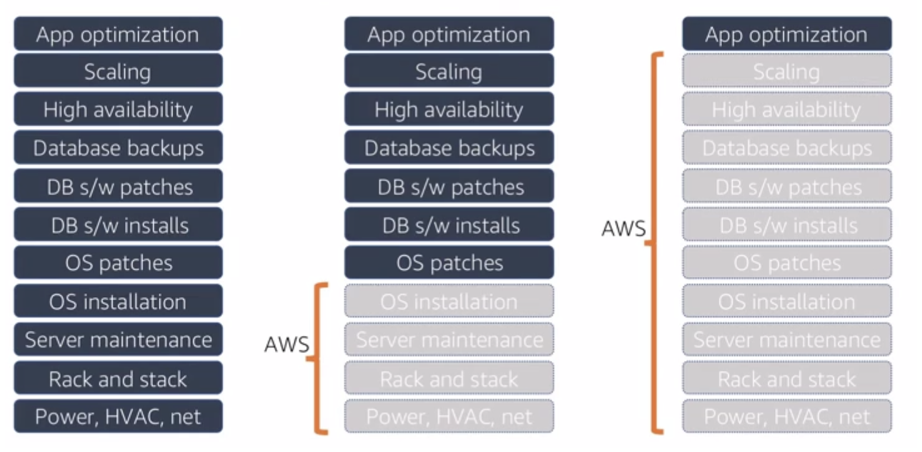 App optimization
Scaling
High availability
Database backups
DB s/w patches
DB s/w installs
OS patches
OS installation
Server maintenance
Rack and stack
Power, HVAC, net
App optimization
Scaling
High availability
Database backups
DB s/w patches
DB s/w installs
OS patches
AWS
OS installation
Server maintenance
Rack and stack
Power, HVAC, net
App optimization
AWS
Scaling
High availability
Database backups
DB s/w patches
DB s/w installs
OS patches
OS installation
Server maintenance
Rack and stack
Power, HVAC, net